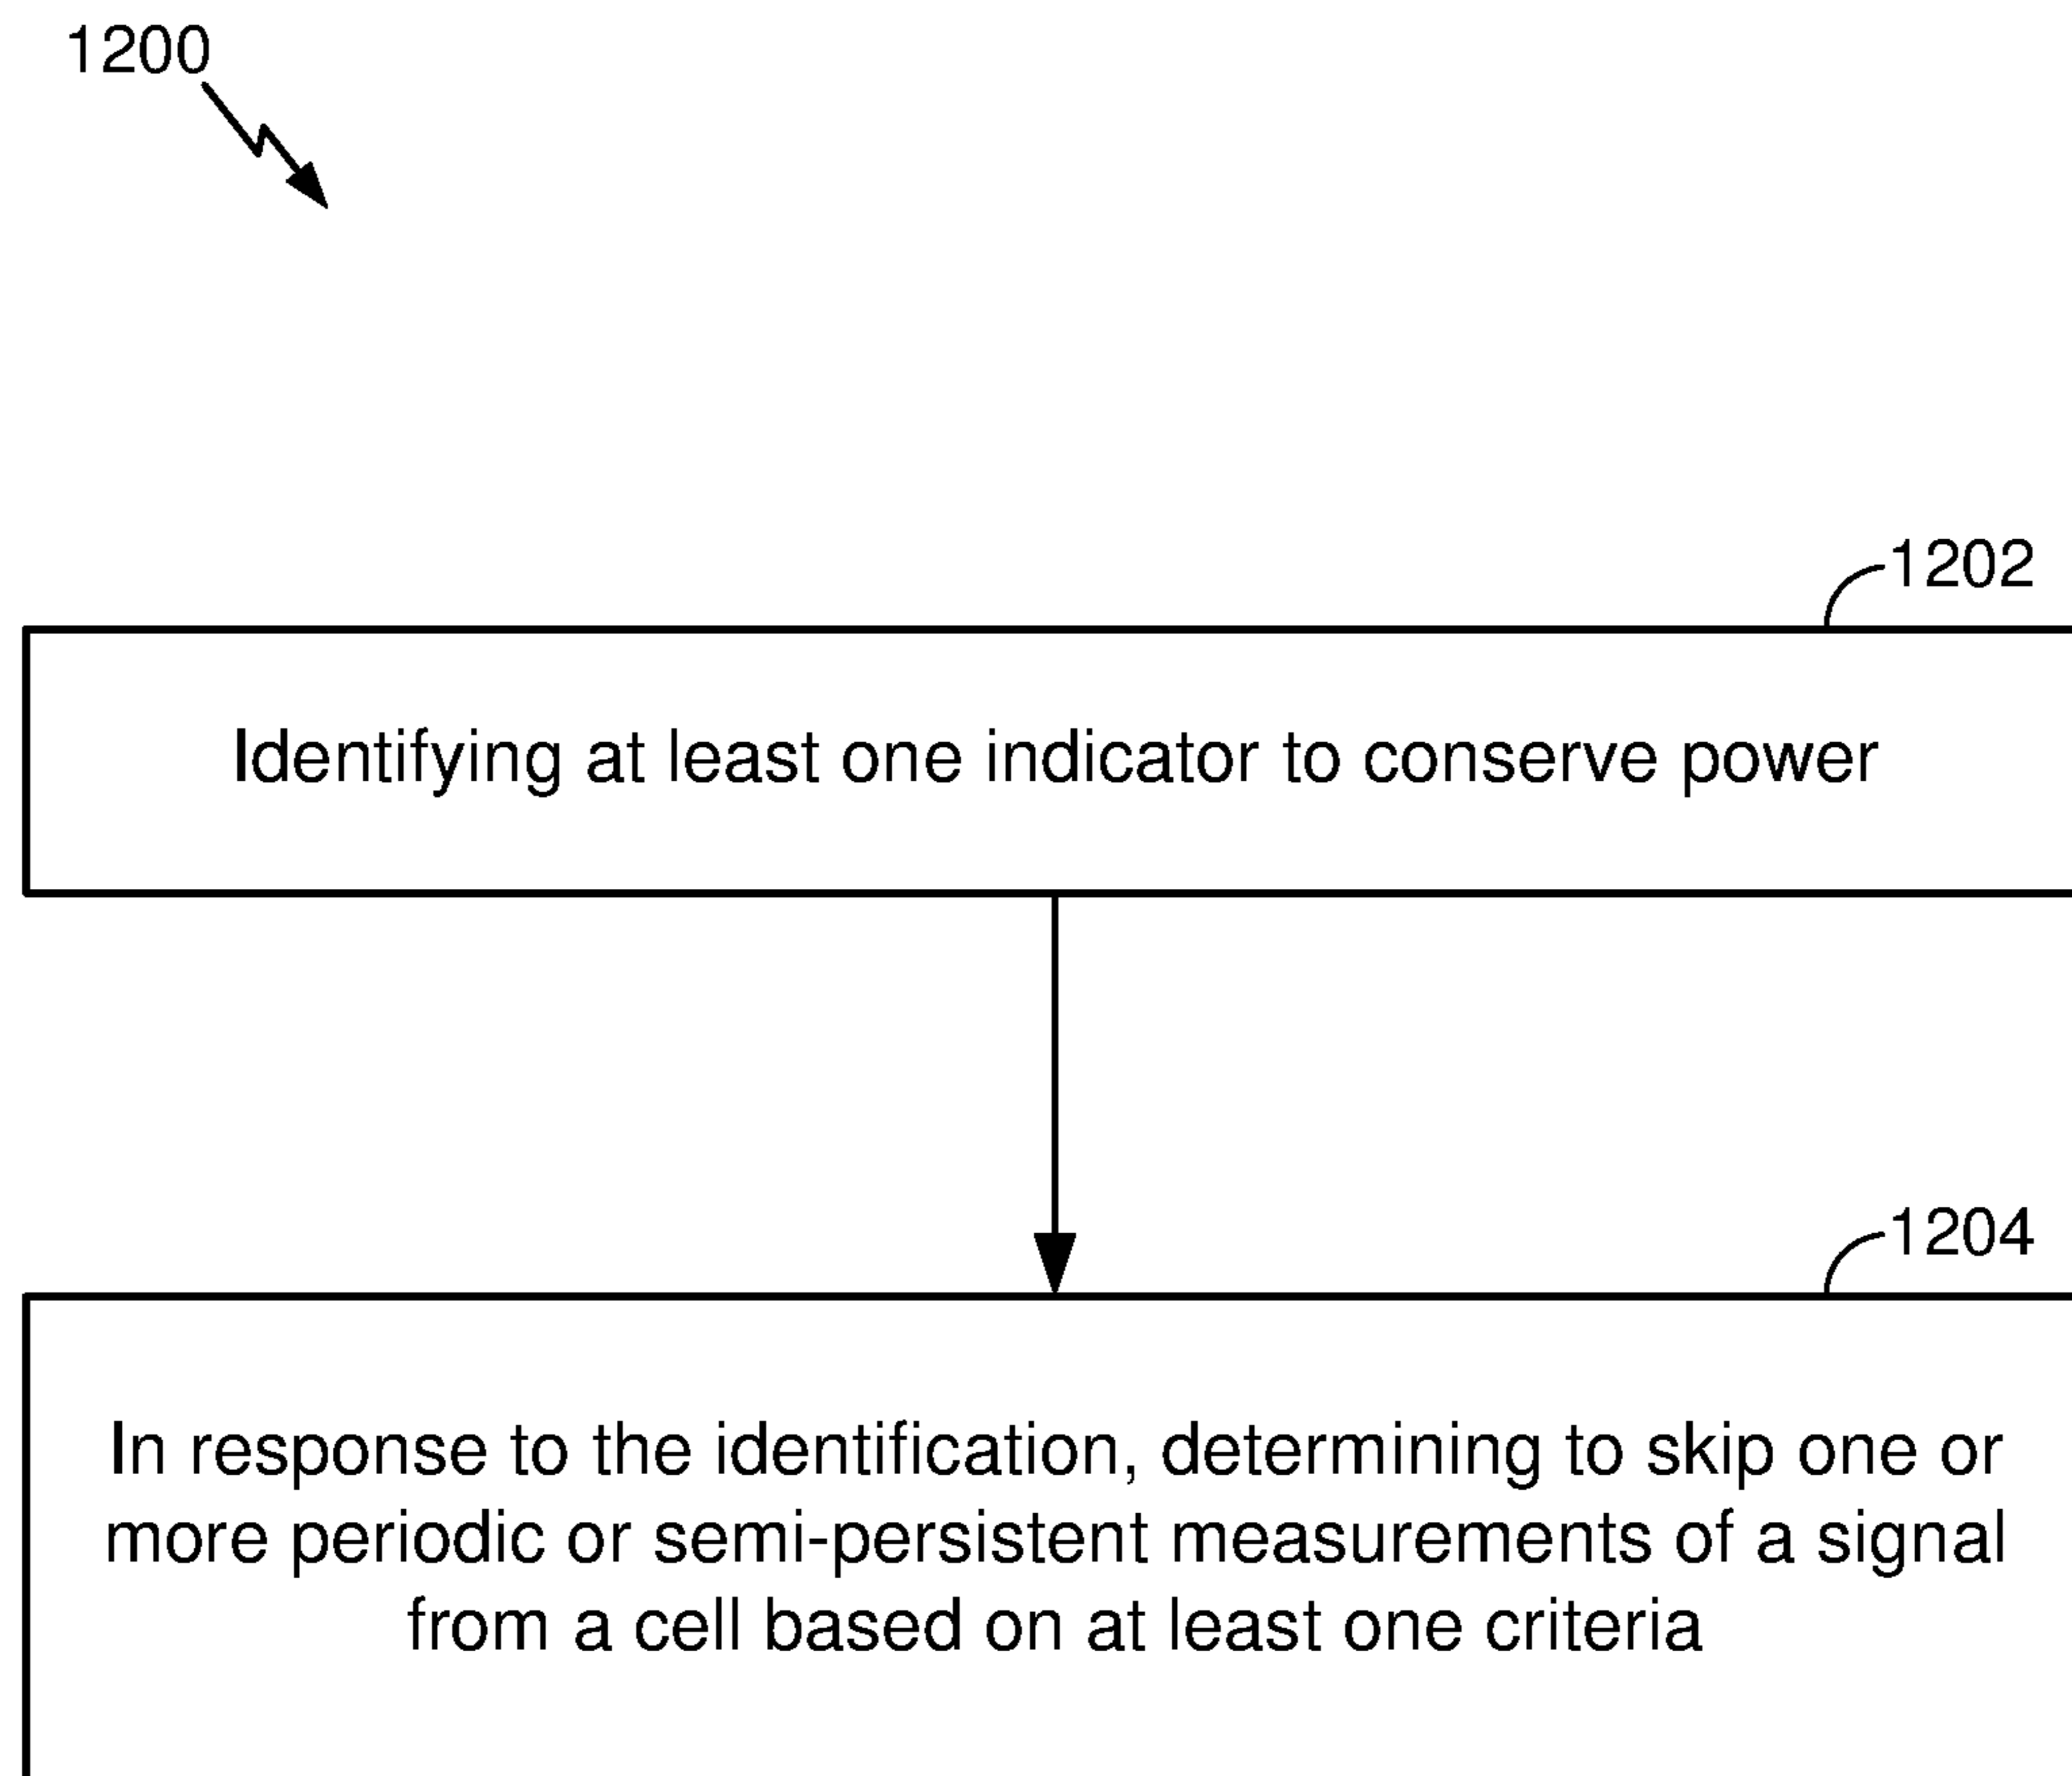 1200
1202
Identifying at least one indicator to conserve power
1204
In response to the identification, determining to skip one or
more periodic or semi-persistent measurements of a signal
from a cell based on at least one criteria